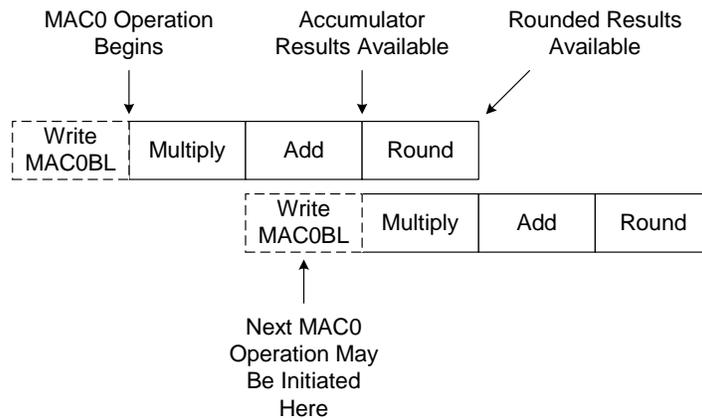 MAC0 Operation
Begins
Accumulator
Results Available
Rounded Results
Available
Write
MAC0BL
Multiply
Add
Round
Write
MAC0BL
Multiply
Add
Round
Next MAC0
Operation May
Be Initiated
Here